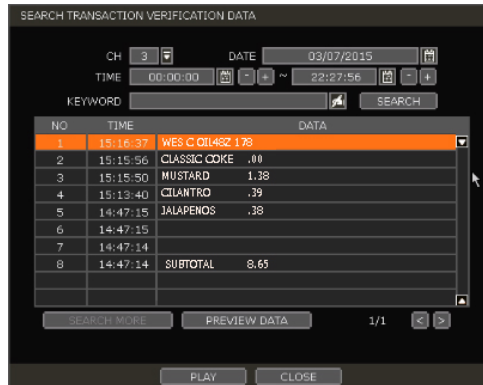 SEARCH TRANSACTION VERIFICATION DATA
CH 3 DATE 03/07/2015
TIME 00:00:00 - + ~ 22:27:56 - +
KEYWORD SEARCH
NO TIME DATA
1 15:16:37 WES C OIL48Z 178
2 15:15:56 CLASSIC COKE .00
3 15:15:50 MUSTARD 1.38
4 15:13:40 CILANTRO .39
5 14:47:15 JALAPENOS .38
6 14:47:15
7 14:47:14
8 14:47:14 SUBTOTAL 8.65
SEARCH MORE PREVIEW DATA 1/1 < >
PLAY CLOSE